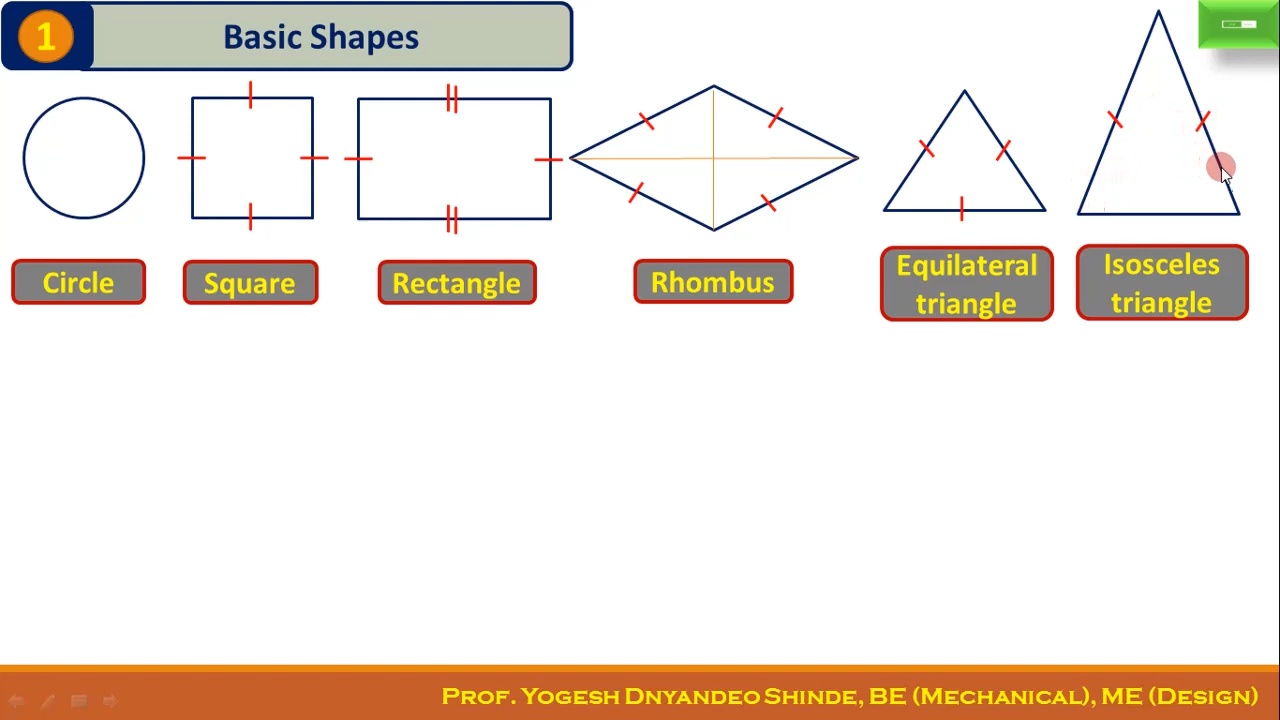 1
Basic Shapes
Circle
Square
Rectangle
Rhombus
Equilateral
triangle
Isosceles
triangle
Prof. Yogesh Dnyandeo Shinde, BE (Mechanical), ME (Design)